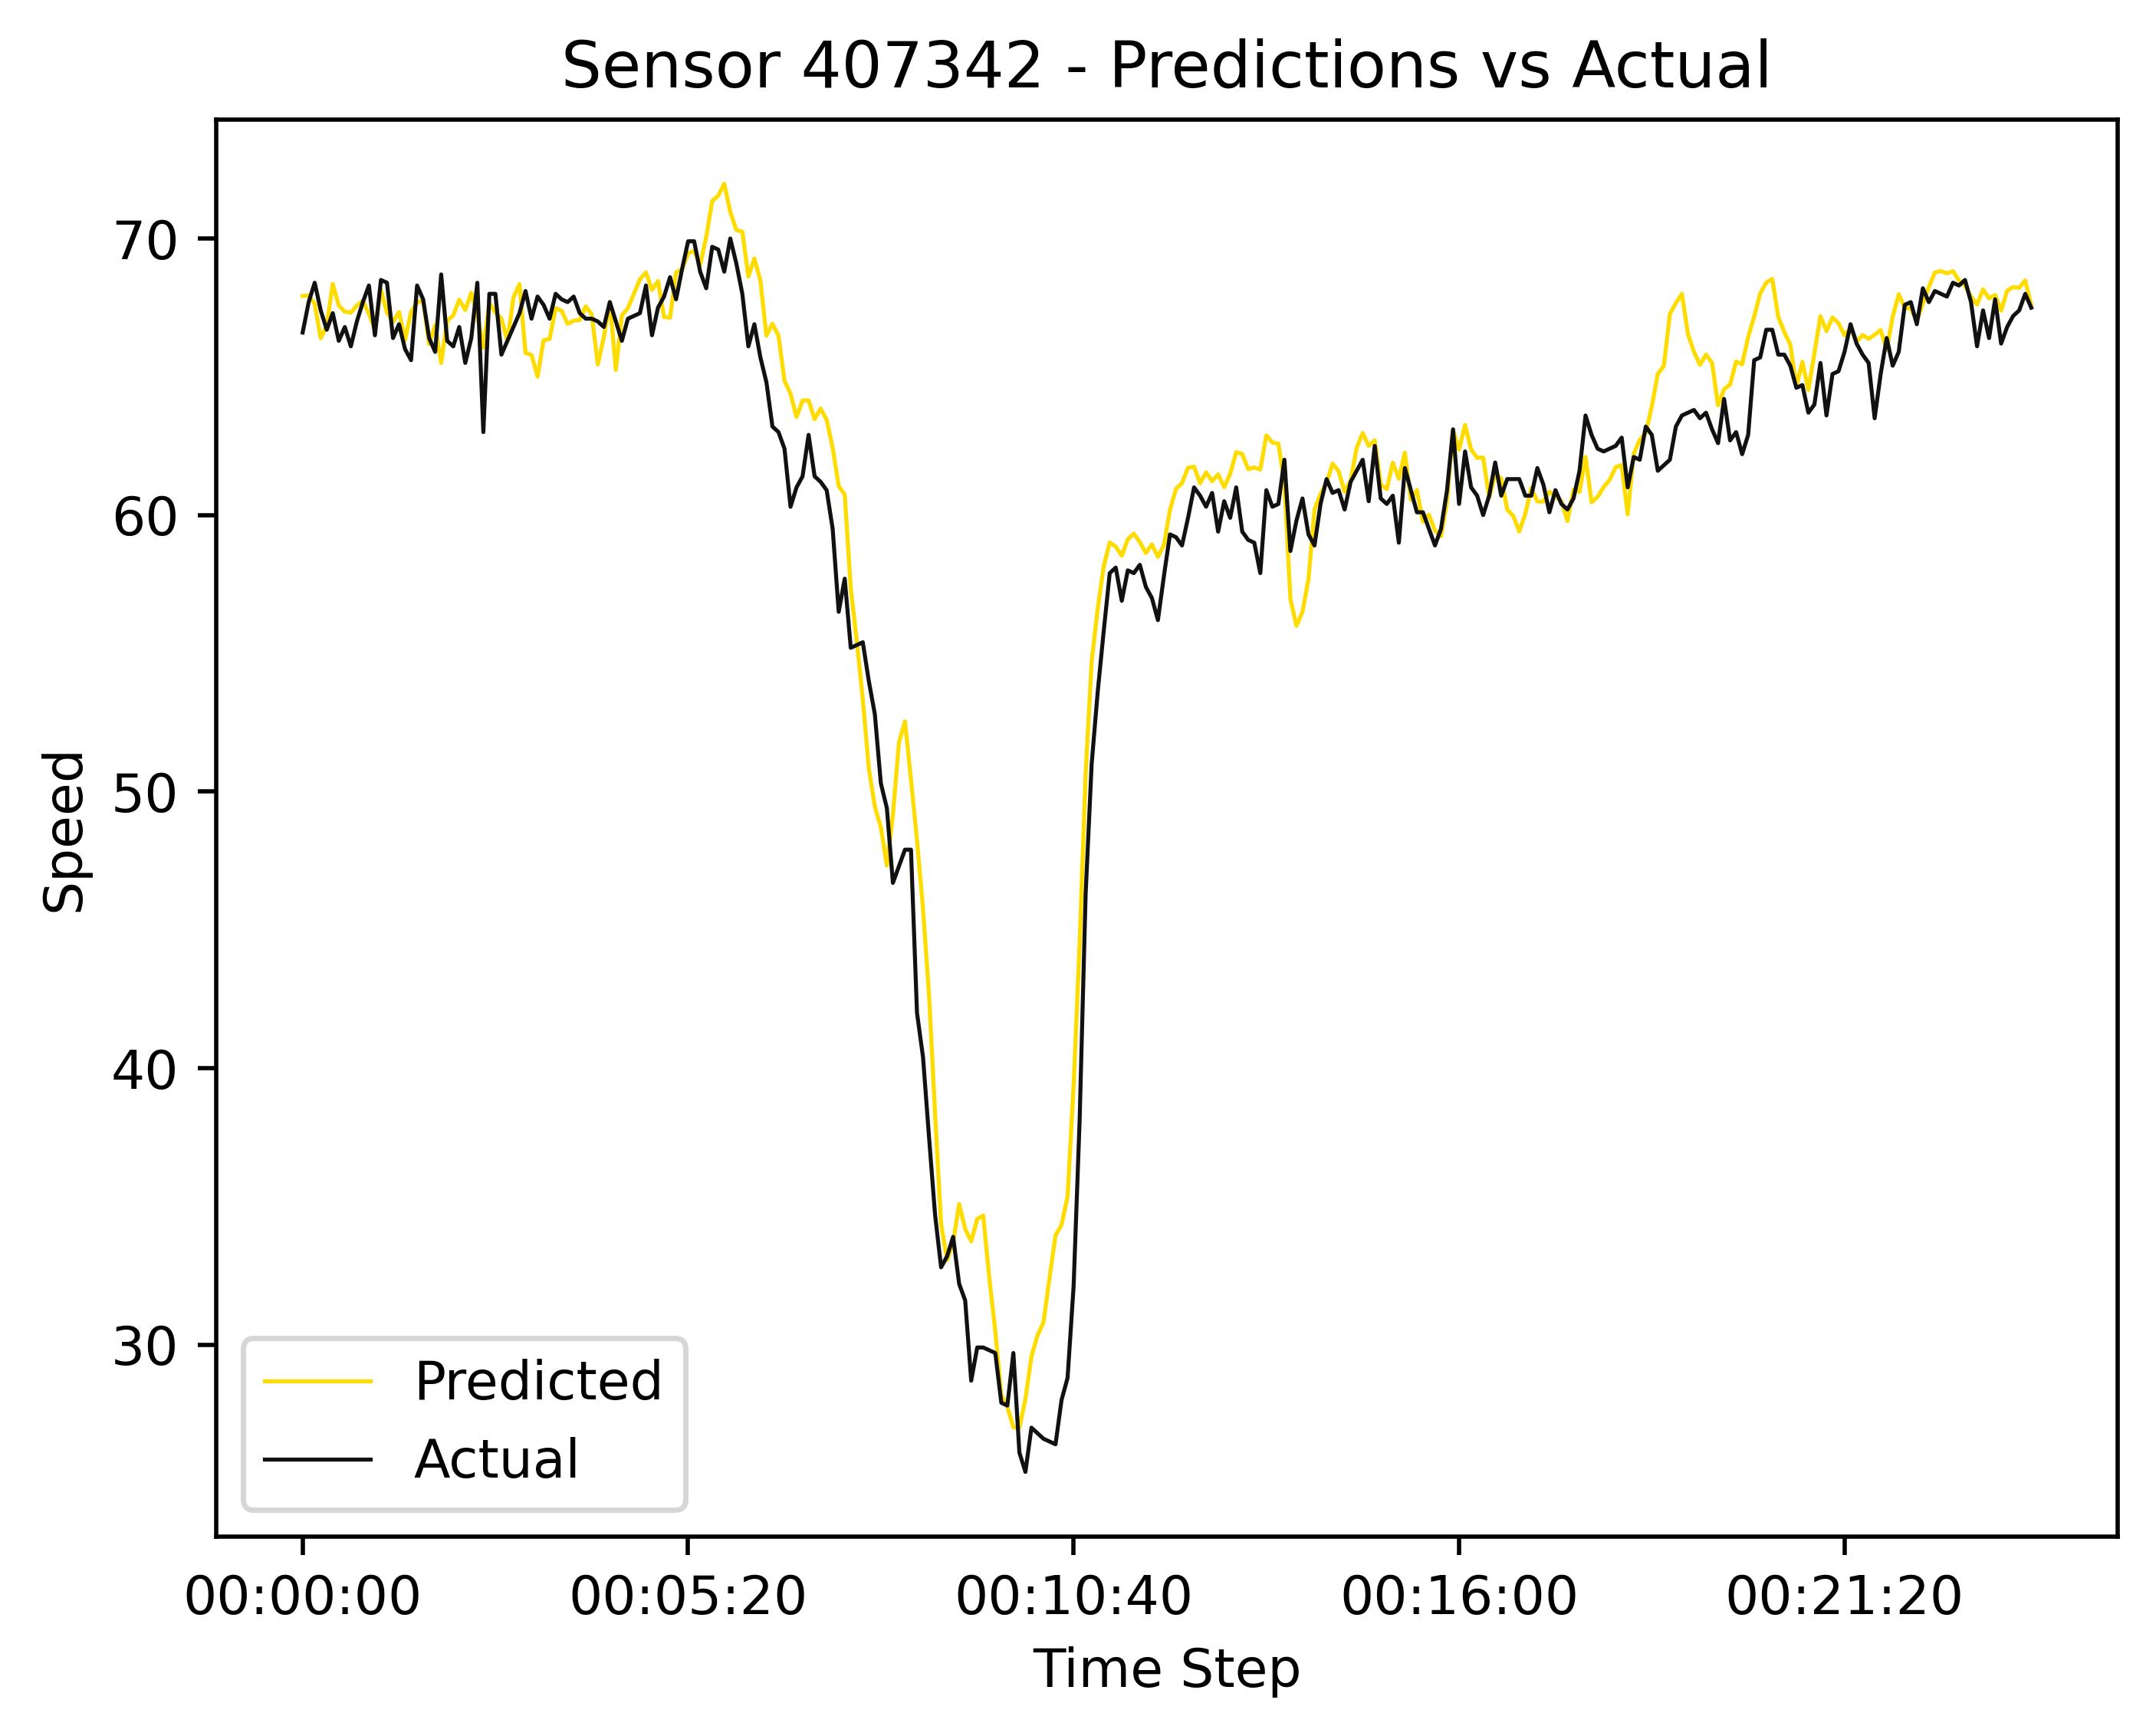 Sensor 407342 - Predictions vs Actual
70
60
50
40
30
Speed
Predicted
Actual
00:00:00 00:05:20 00:10:40 00:16:00 00:21:20
Time Step